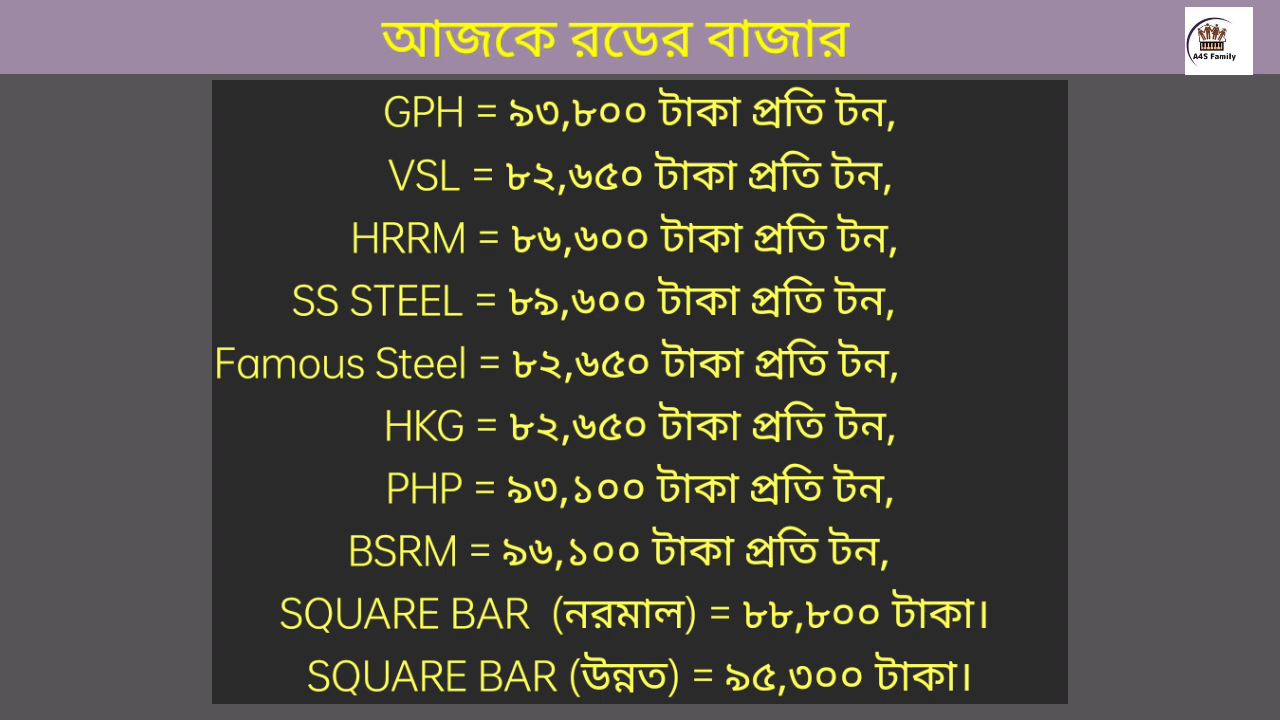 আজকে রডের বাজার
A4S Family
GPH = ৯৩,৮০০ টাকা প্রতি টন,
VSL = ৮২,৬৫০ টাকা প্রতি টন,
HRRM = ৮৬,৬০০ টাকা প্রতি টন,
SS STEEL = ৮৯,৬০০ টাকা প্রতি টন,
Famous Steel = ৮২,৬৫০ টাকা প্রতি টন,
HKG = ৮২,৬৫০ টাকা প্রতি টন,
PHP = ৯৩,১০০ টাকা প্রতি টন,
BSRM = ৯৬,১০০ টাকা প্রতি টন,
SQUARE BAR (নরমাল) = ৮৮,৮০০ টাকা।
SQUARE BAR (উন্নত) = ৯৫,৩০০ টাকা।